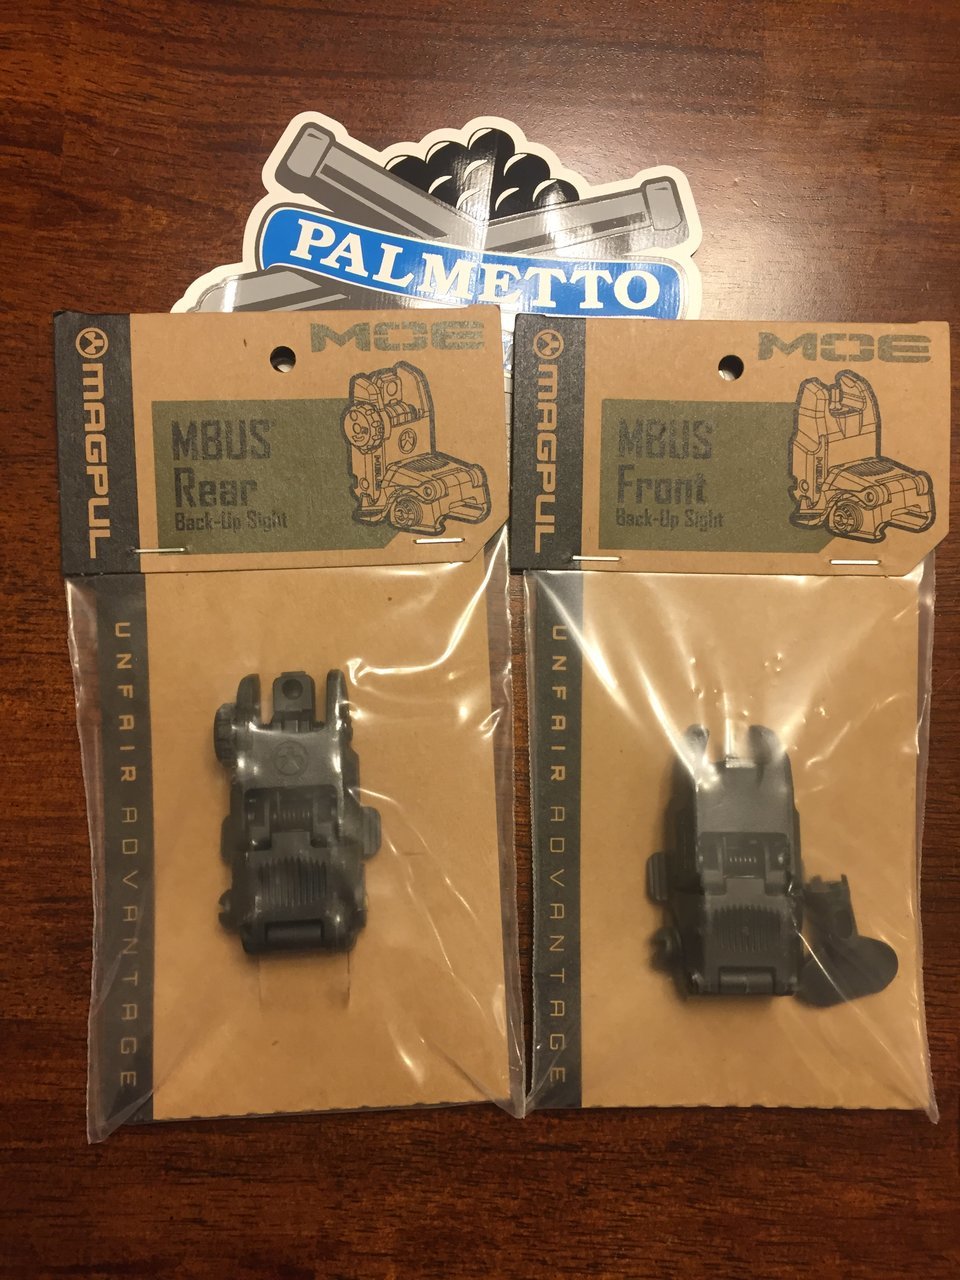 PALMETTO
MAGPUL
MOE
MBUS®
Rear
Back-Up Sight
UNFAIR ADVANTAGE
MAGPUL
MOE
MBUS®
Front
Back-Up Sight
UNFAIR ADVANTAGE